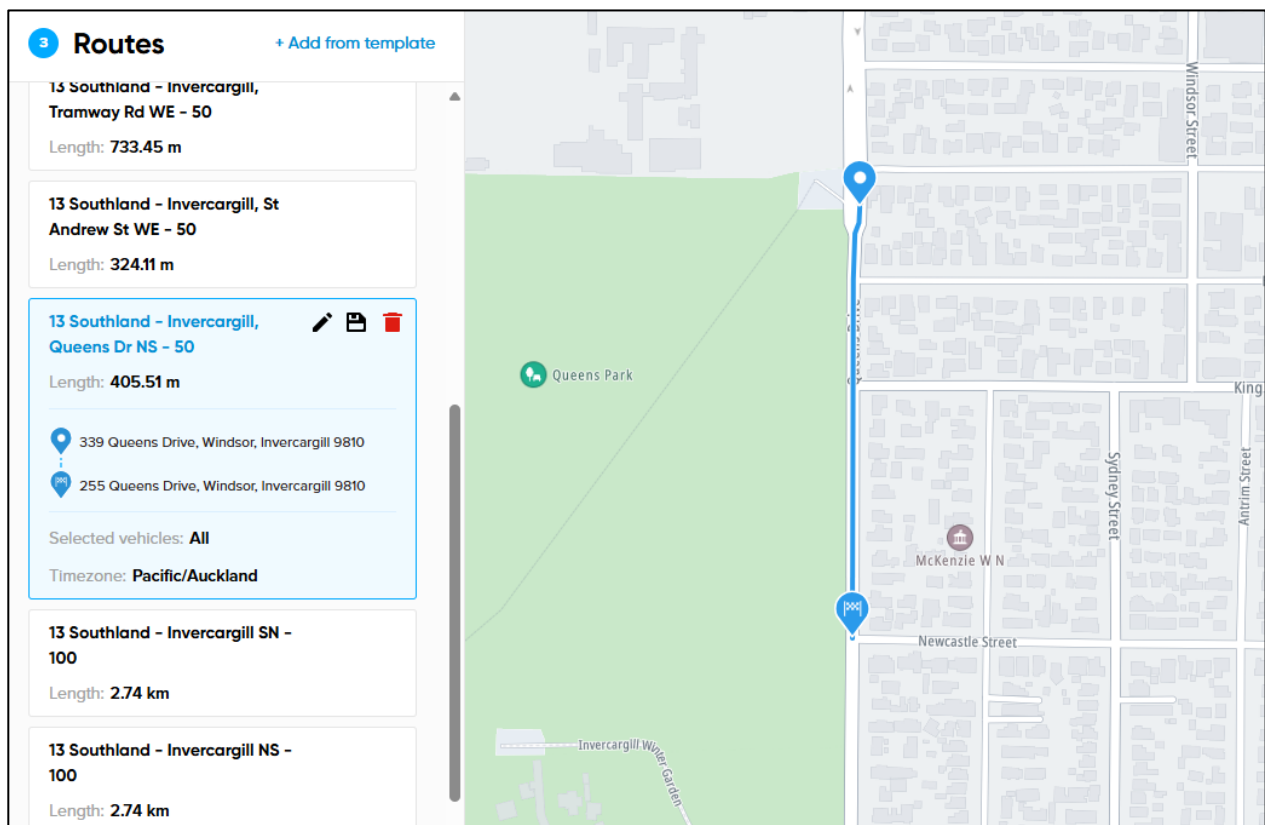 3 Routes
+ Add from template
13 Southland - Invercargill,
Tramway Rd WE - 50
Length: 733.45 m
13 Southland - Invercargill, St
Andrew St WE - 50
Length: 324.11 m
13 Southland - Invercargill,
Queens Dr NS - 50
Length: 405.51 m
339 Queens Drive, Windsor, Invercargill 9810
255 Queens Drive, Windsor, Invercargill 9810
Selected vehicles: All
Timezone: Pacific/Auckland
13 Southland - Invercargill SN -
100
Length: 2.74 km
13 Southland - Invercargill NS -
100
Length: 2.74 km
Windsor Street
Queens Park
King
Sydney Street
Antrim Street
McKenzie W N
Newcastle Street
Invercargill Winter Garden